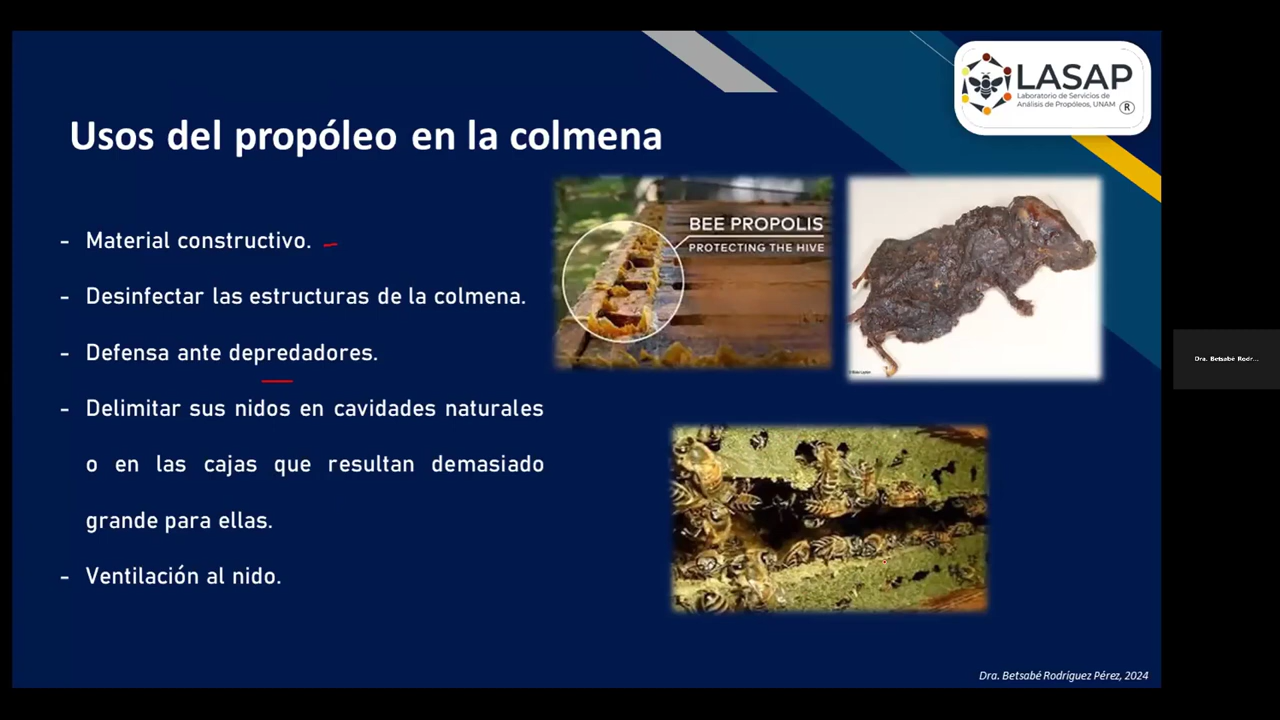 LASAP
Laboratorio de Servicios de
Análisis de Propóleos, UNAM ®
Usos del propóleo en la colmena
- Material constructivo.
- Desinfectar las estructuras de la colmena.
- Defensa ante depredadores.
- Delimitar sus nidos en cavidades naturales
o en las cajas que resultan demasiado
grande para ellas.
- Ventilación al nido.
BEE PROPOLIS
PROTECTING THE HIVE
Dra. Betsabé Rodr...
Dra. Betsabé Rodríguez Pérez, 2024